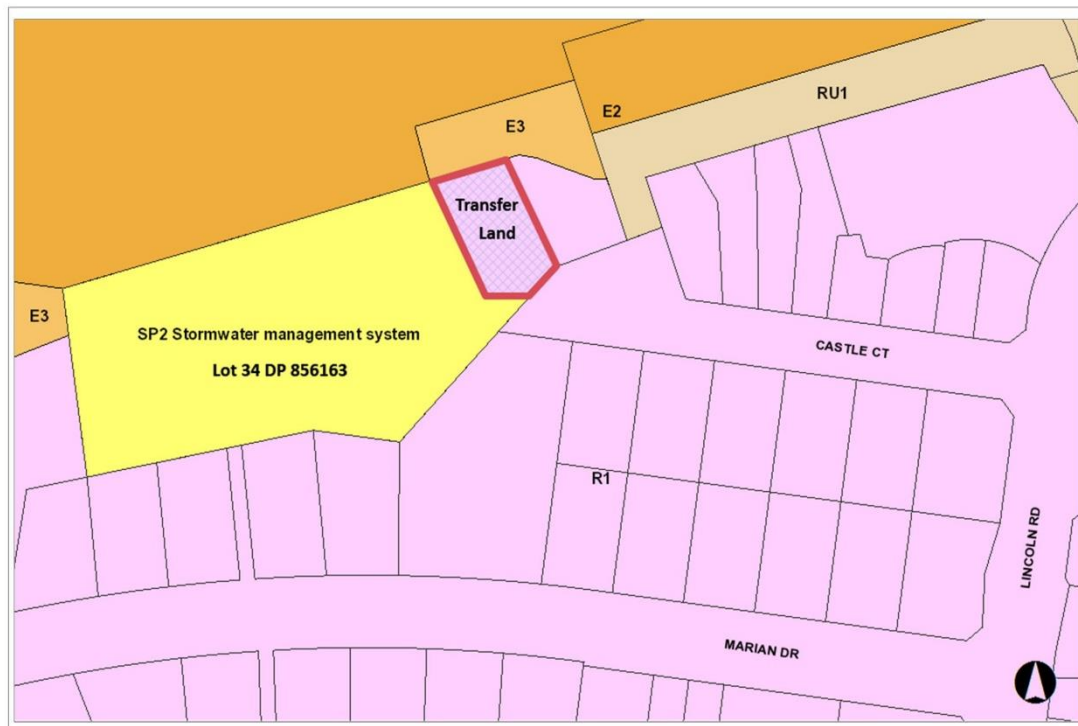 RU1
E2
E3
Transfer
Land
E3
SP2 Stormwater management system
Lot 34 DP 856163
CASTLE CT
R1
LINCOLN RD
MARIAN DR